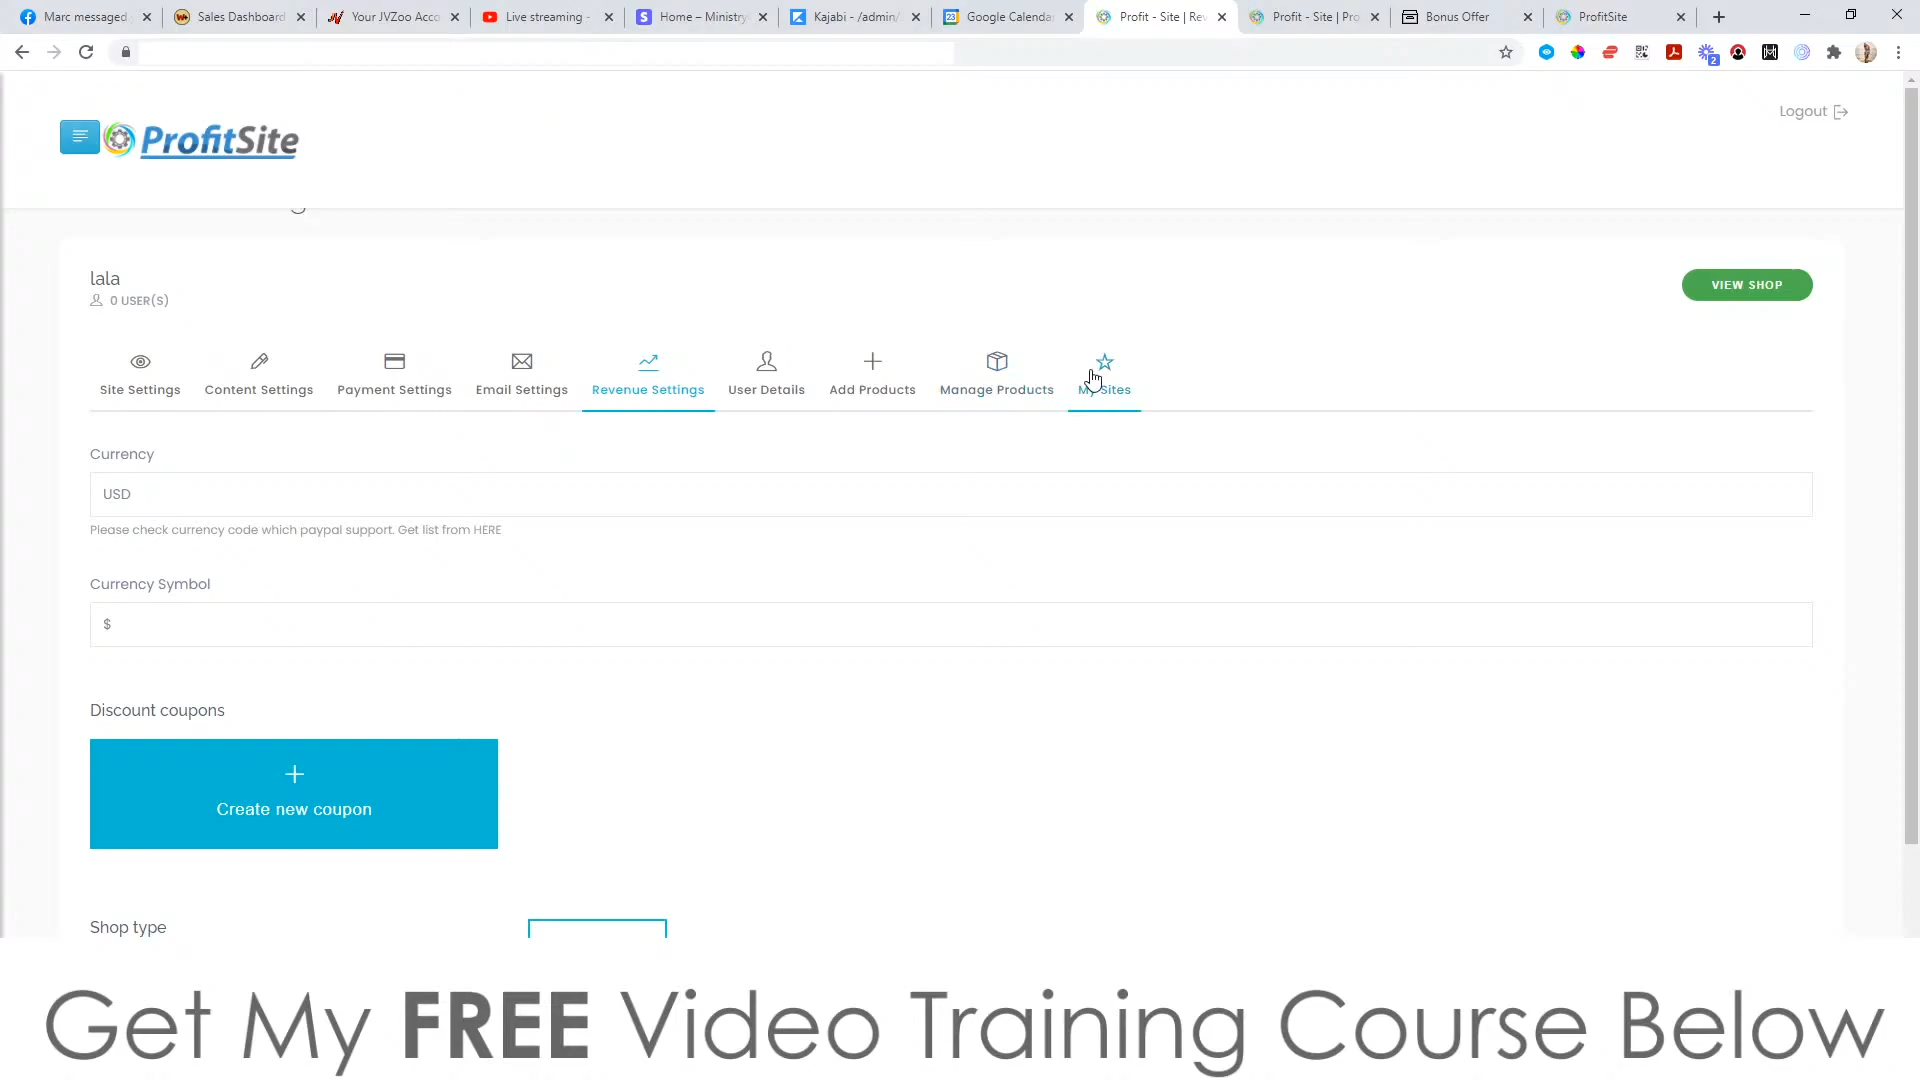 Marc messaged
Sales Dashboard
Your JVZoo Acco
Live streaming -
Home – Ministry
Kajabi - /admin/
Google Calenda
Profit - Site | Rev
Profit - Site | Pro
Bonus Offer
ProfitSite
2
ProfitSite
Logout
lala
0 USER(S)
VIEW SHOP
Site Settings
Content Settings
Payment Settings
Email Settings
Revenue Settings
User Details
Add Products
Manage Products
My Sites
Currency
USD
Please check currency code which paypal support. Get list from HERE
Currency Symbol
$
Discount coupons
Create new coupon
Shop type
Get My FREE Video Training Course Below